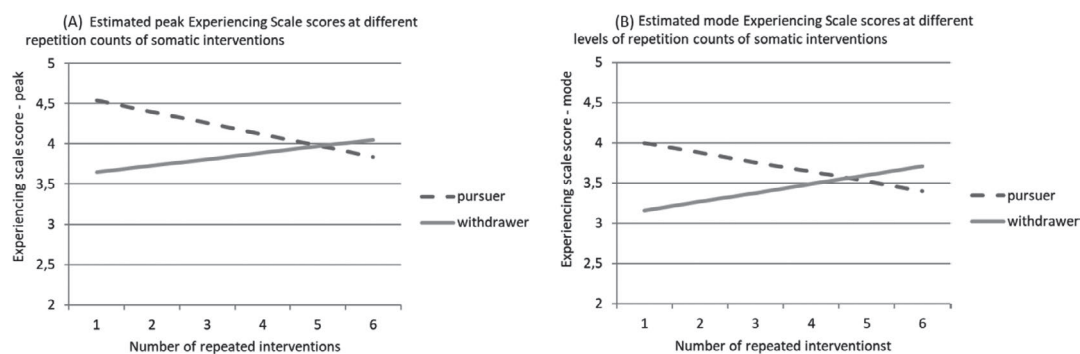 (A) Estimated peak Experiencing Scale scores at different
repetition counts of somatic interventions
Experiencing scale score - peak
5
4,5
4
3,5
3
2,5
2
1 2 3 4 5 6
Number of repeated interventions
pursuer
withdrawer
(B) Estimated mode Experiencing Scale scores at different
levels of repetition counts of somatic interventions
Experiencing scale score - mode
5
4,5
4
3,5
3
2,5
2
1 2 3 4 5 6
Number of repeated interventionst
pursuer
withdrawer